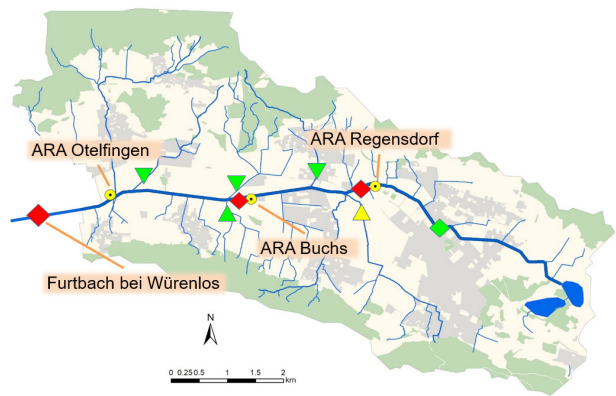 ARA Regensdorf
ARA Otelfingen
ARA Buchs
Furtbach bei Würenlos
N
0 0.25 0.5 1 1.5 2
km